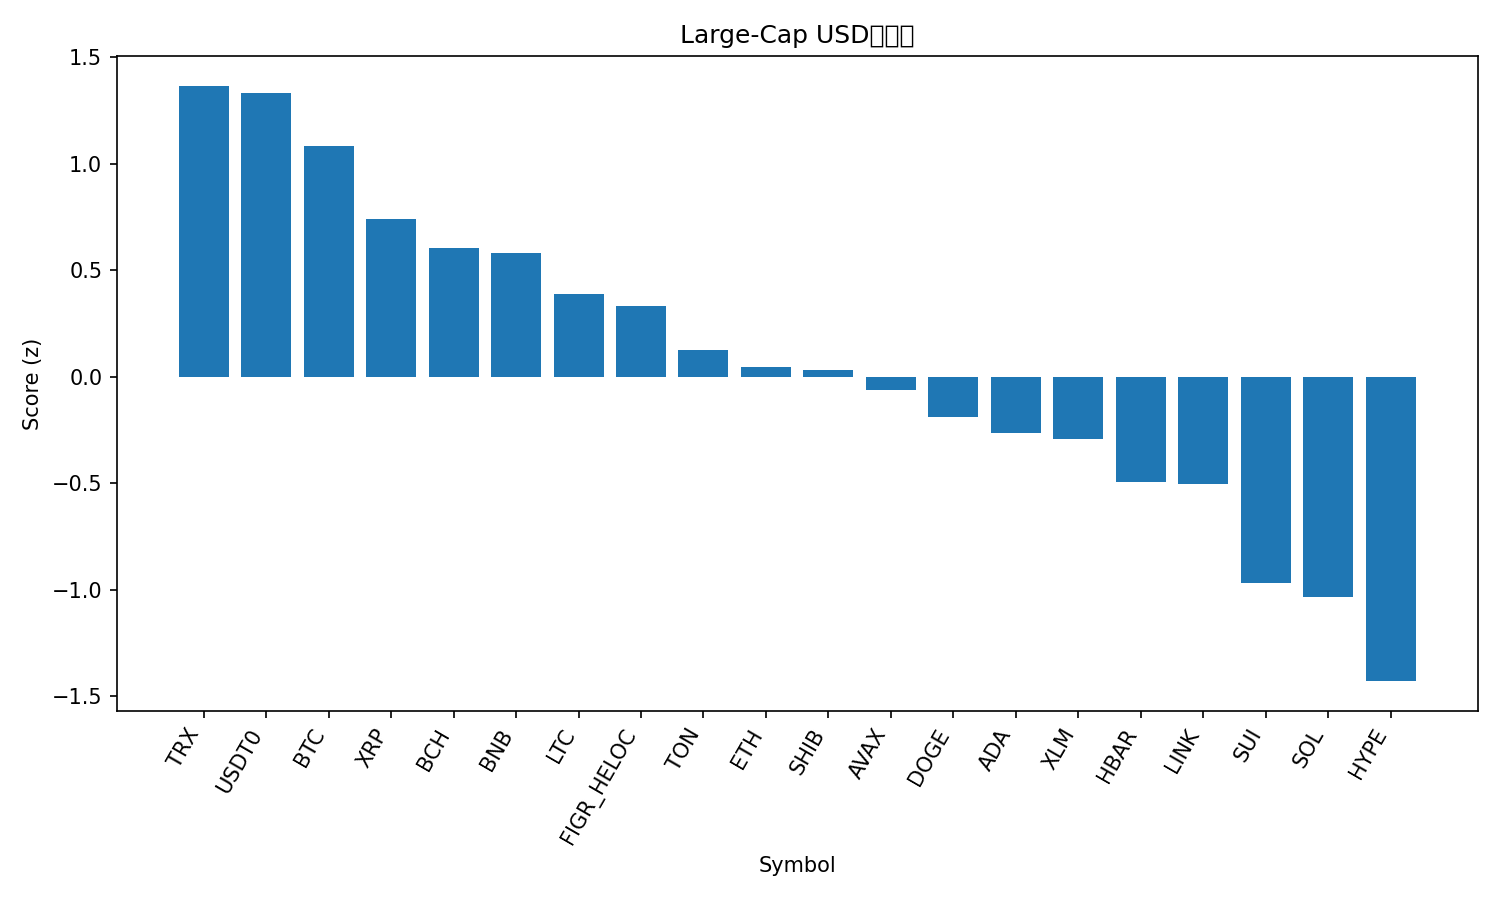 Large-Cap USD
1.5
1.0
0.5
0.0
−0.5
−1.0
−1.5
Score (z)
TRX
USDT0
BTC
XRP
BCH
BNB
LTC
FIGR_HELOC
TON
ETH
SHIB
AVAX
DOGE
ADA
XLM
HBAR
LINK
SUI
SOL
HYPE
Symbol